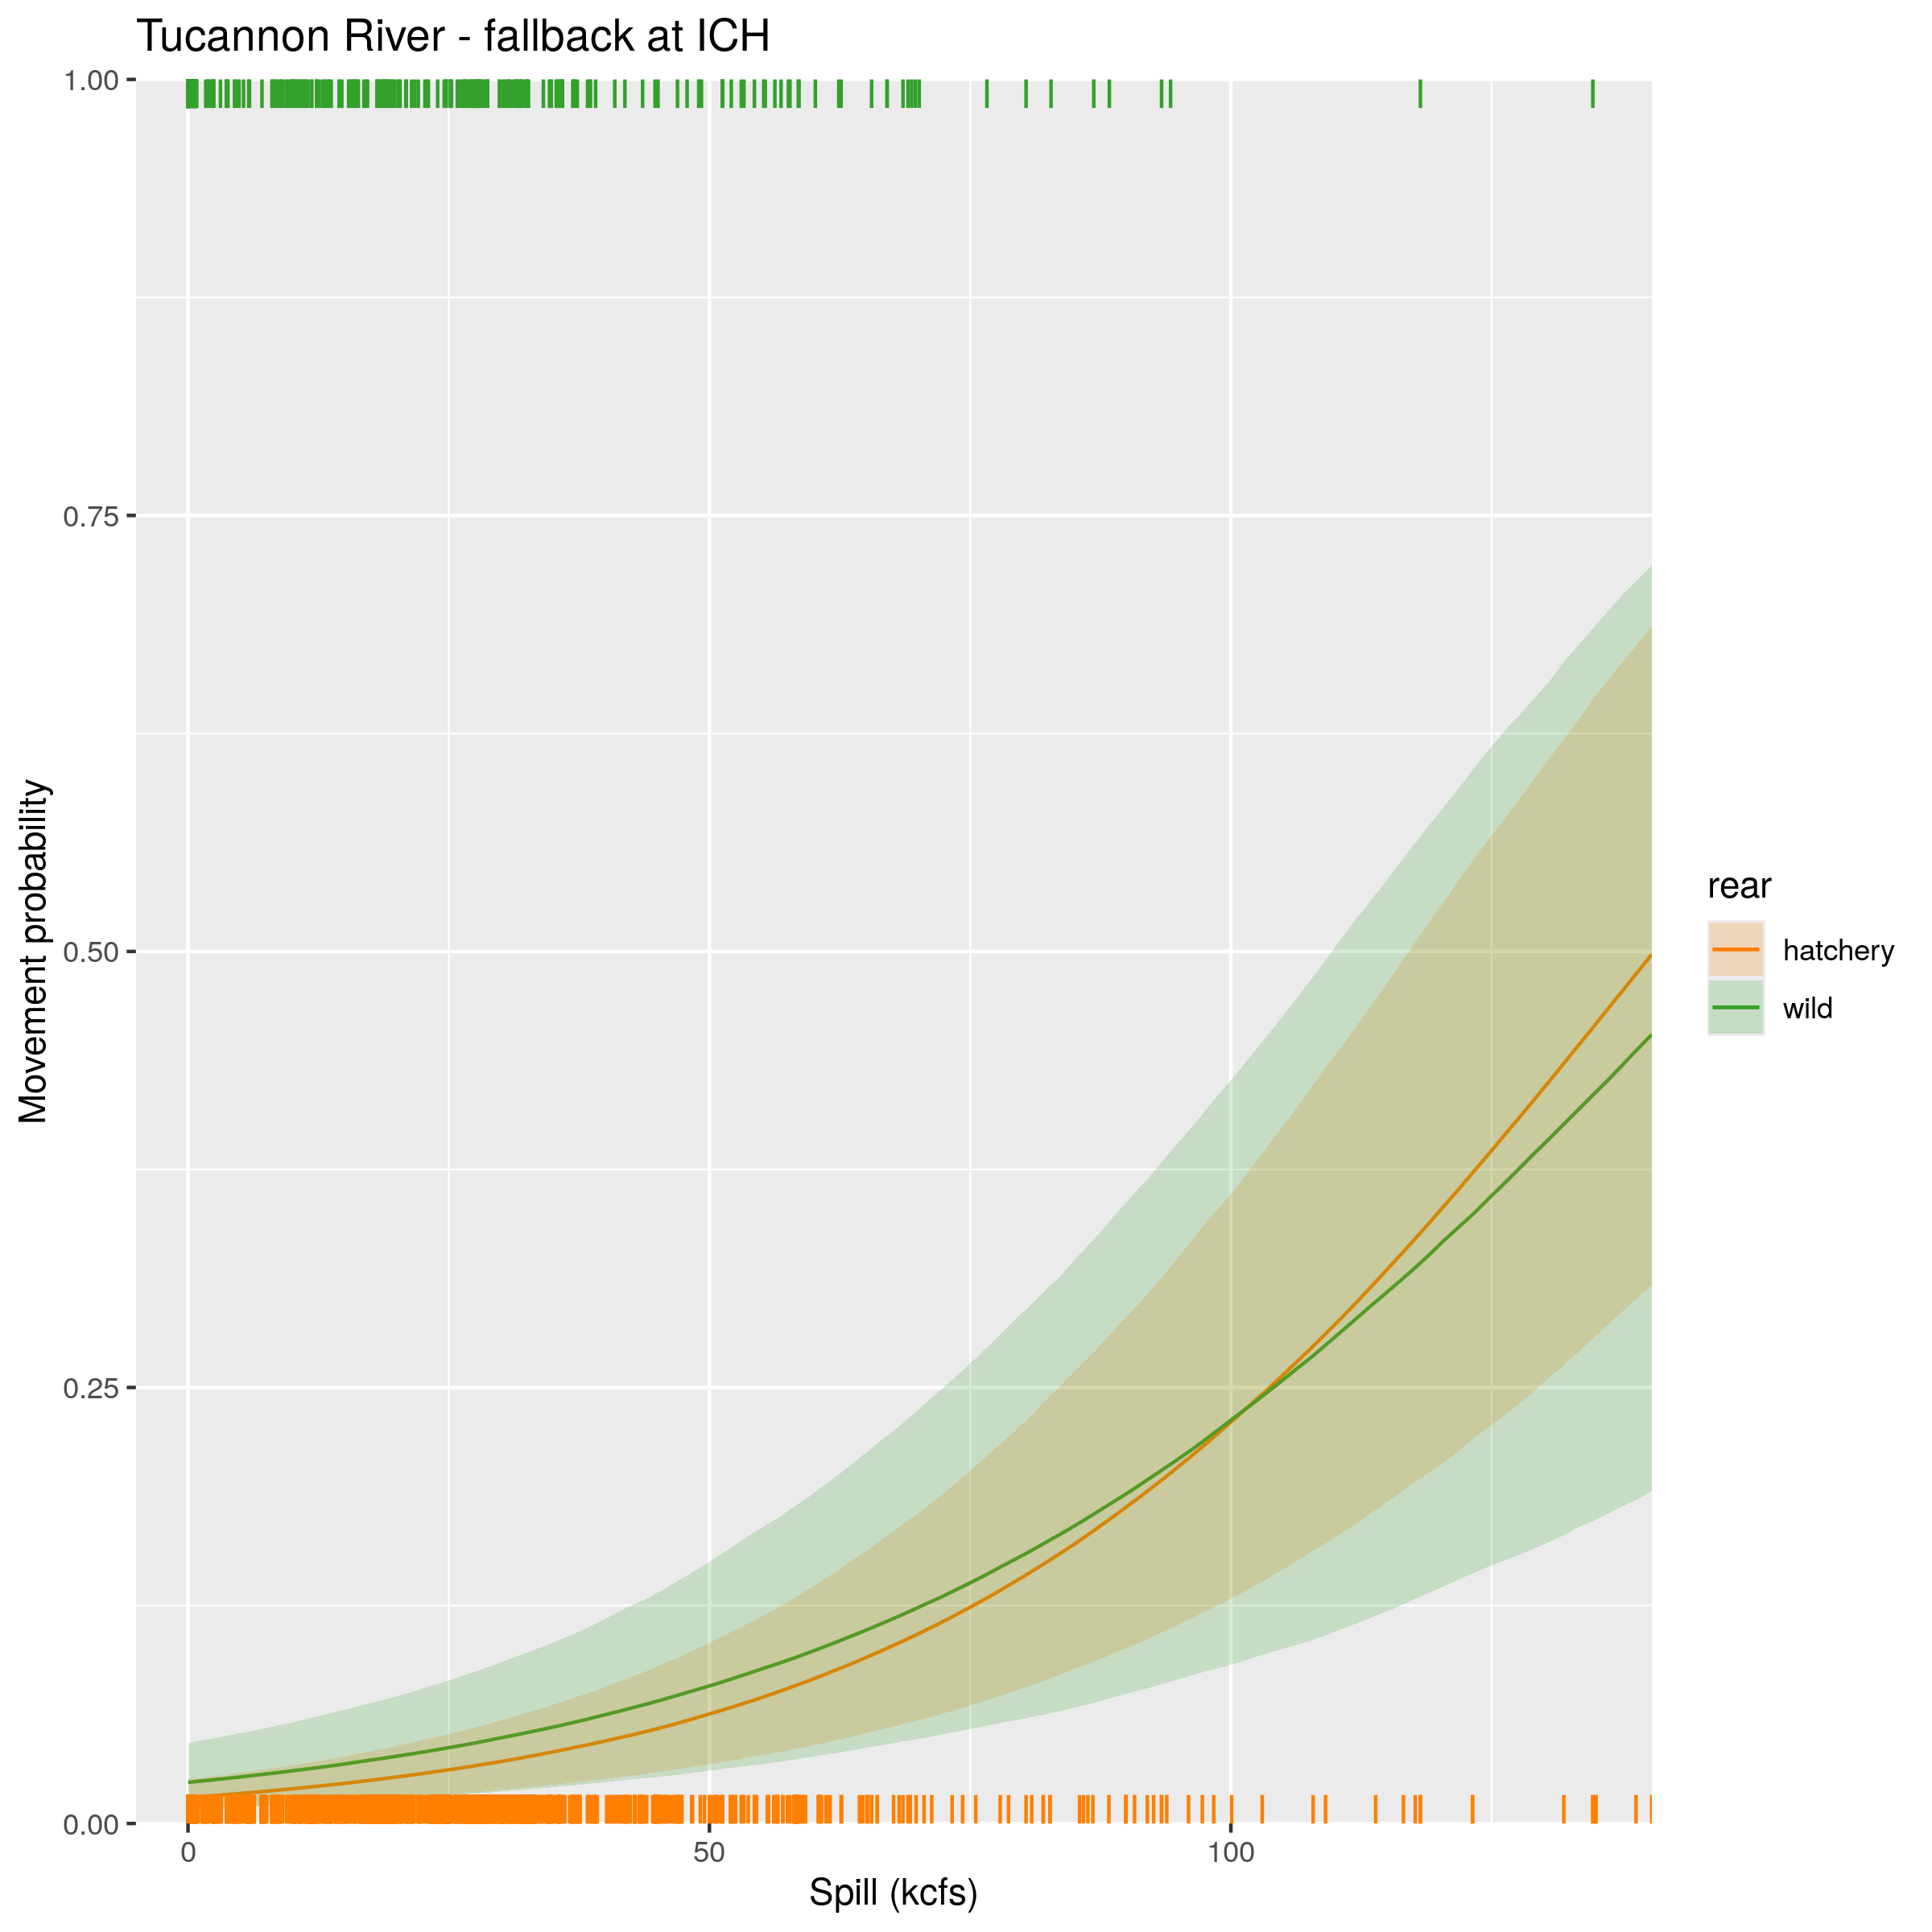 Tucannon River - fallback at ICH
1.00
0.75
0.50
0.25
0.00
Movement probability
0
50
100
Spill (kcfs)
rear
hatchery
wild